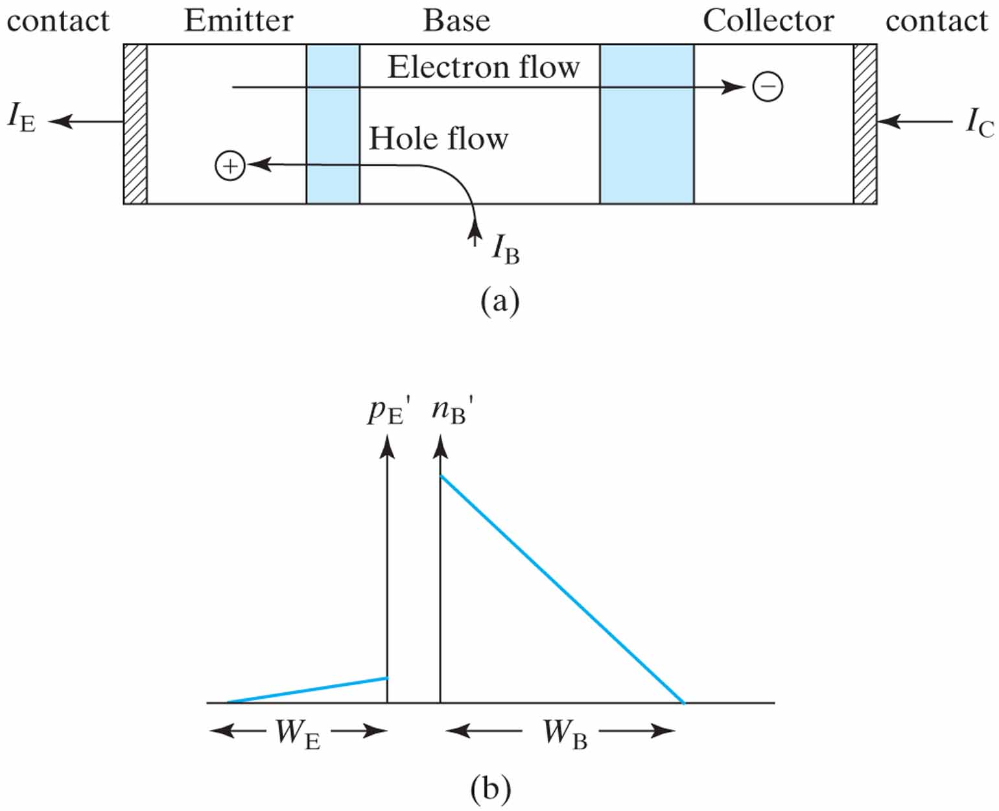 contact Emitter Base Collector contact
Electron flow
−
I_E
I_C
Hole flow
+
I_B
(a)
p_E' n_B'
W_E W_B
(b)